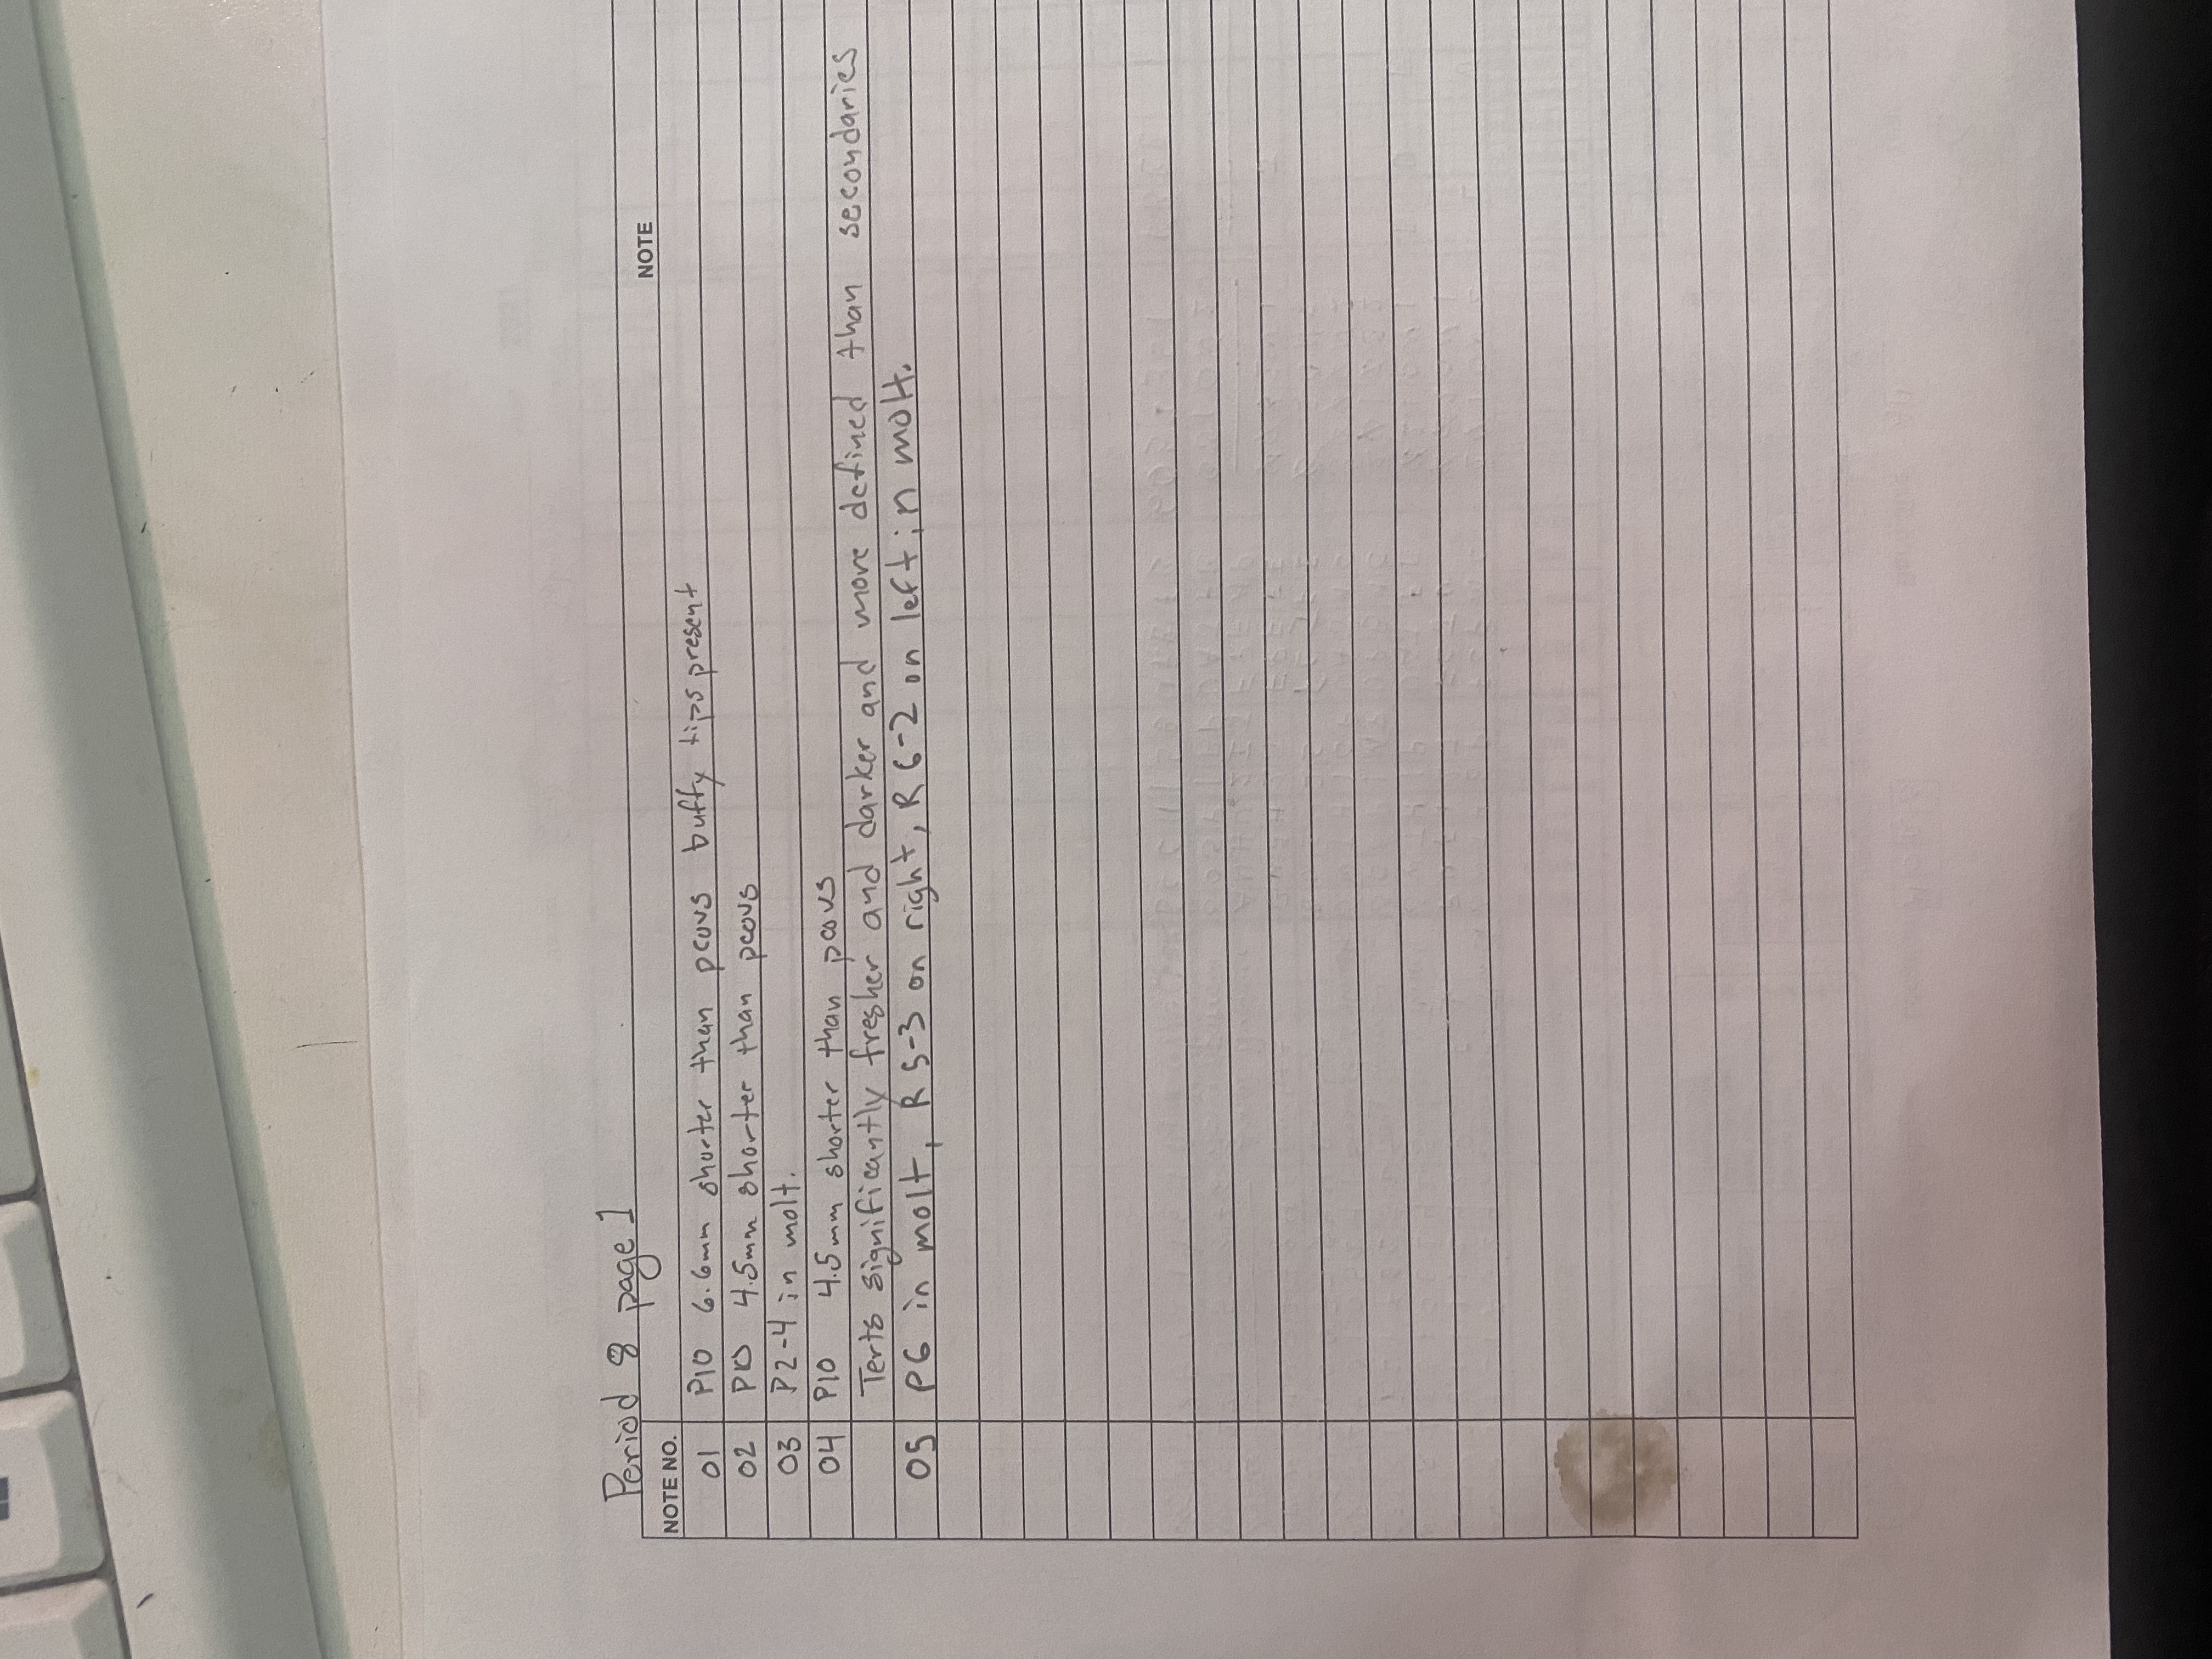 Period 8 page 1
NOTE NO. NOTE
01 P10 6.6mm shorter than pcovs buffy tips present
02 P10 4.5mm shorter than pcovs
03 P2-4 in molt.
04 P10 4.5mm shorter than pcovs
Terts significantly fresher and darker and more defined than secondaries
05 P6 in molt, R 5-3 on right, R 6-2 on left in molt.